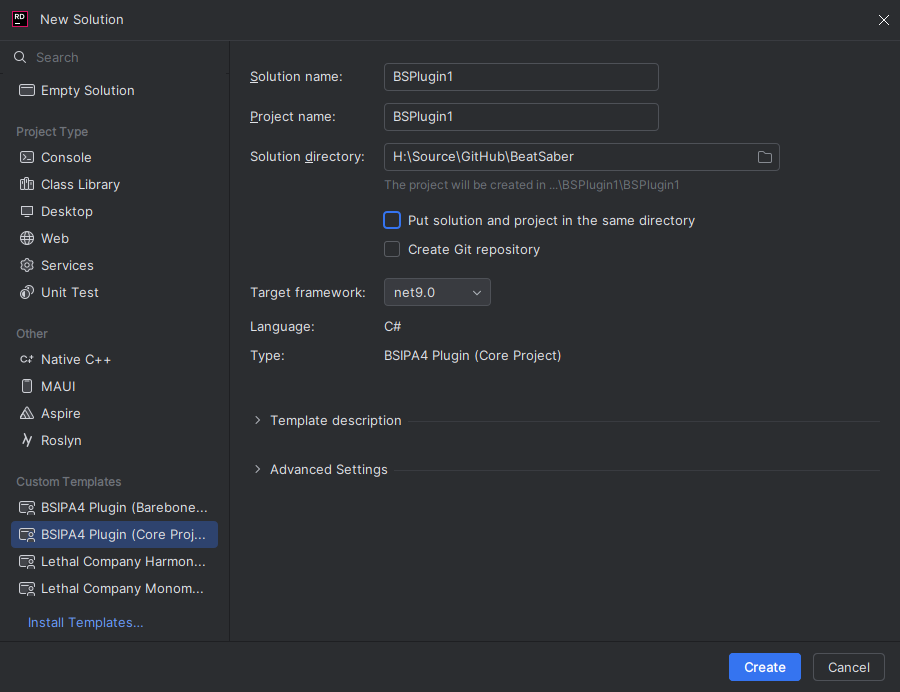 RD
New Solution
Search
Empty Solution
Project Type
Console
Class Library
Desktop
Web
Services
Unit Test
Other
Native C++
MAUI
Aspire
Roslyn
Custom Templates
BSIPA4 Plugin (Barebone...
BSIPA4 Plugin (Core Proj...
Lethal Company Harmon...
Lethal Company Monom...
Install Templates...
Solution name: BSPlugin1
Project name: BSPlugin1
Solution directory: H:\Source\GitHub\BeatSaber
The project will be created in ...\BSPlugin1\BSPlugin1
Put solution and project in the same directory
Create Git repository
Target framework: net9.0
Language: C#
Type: BSIPA4 Plugin (Core Project)
Template description
Advanced Settings
Create Cancel